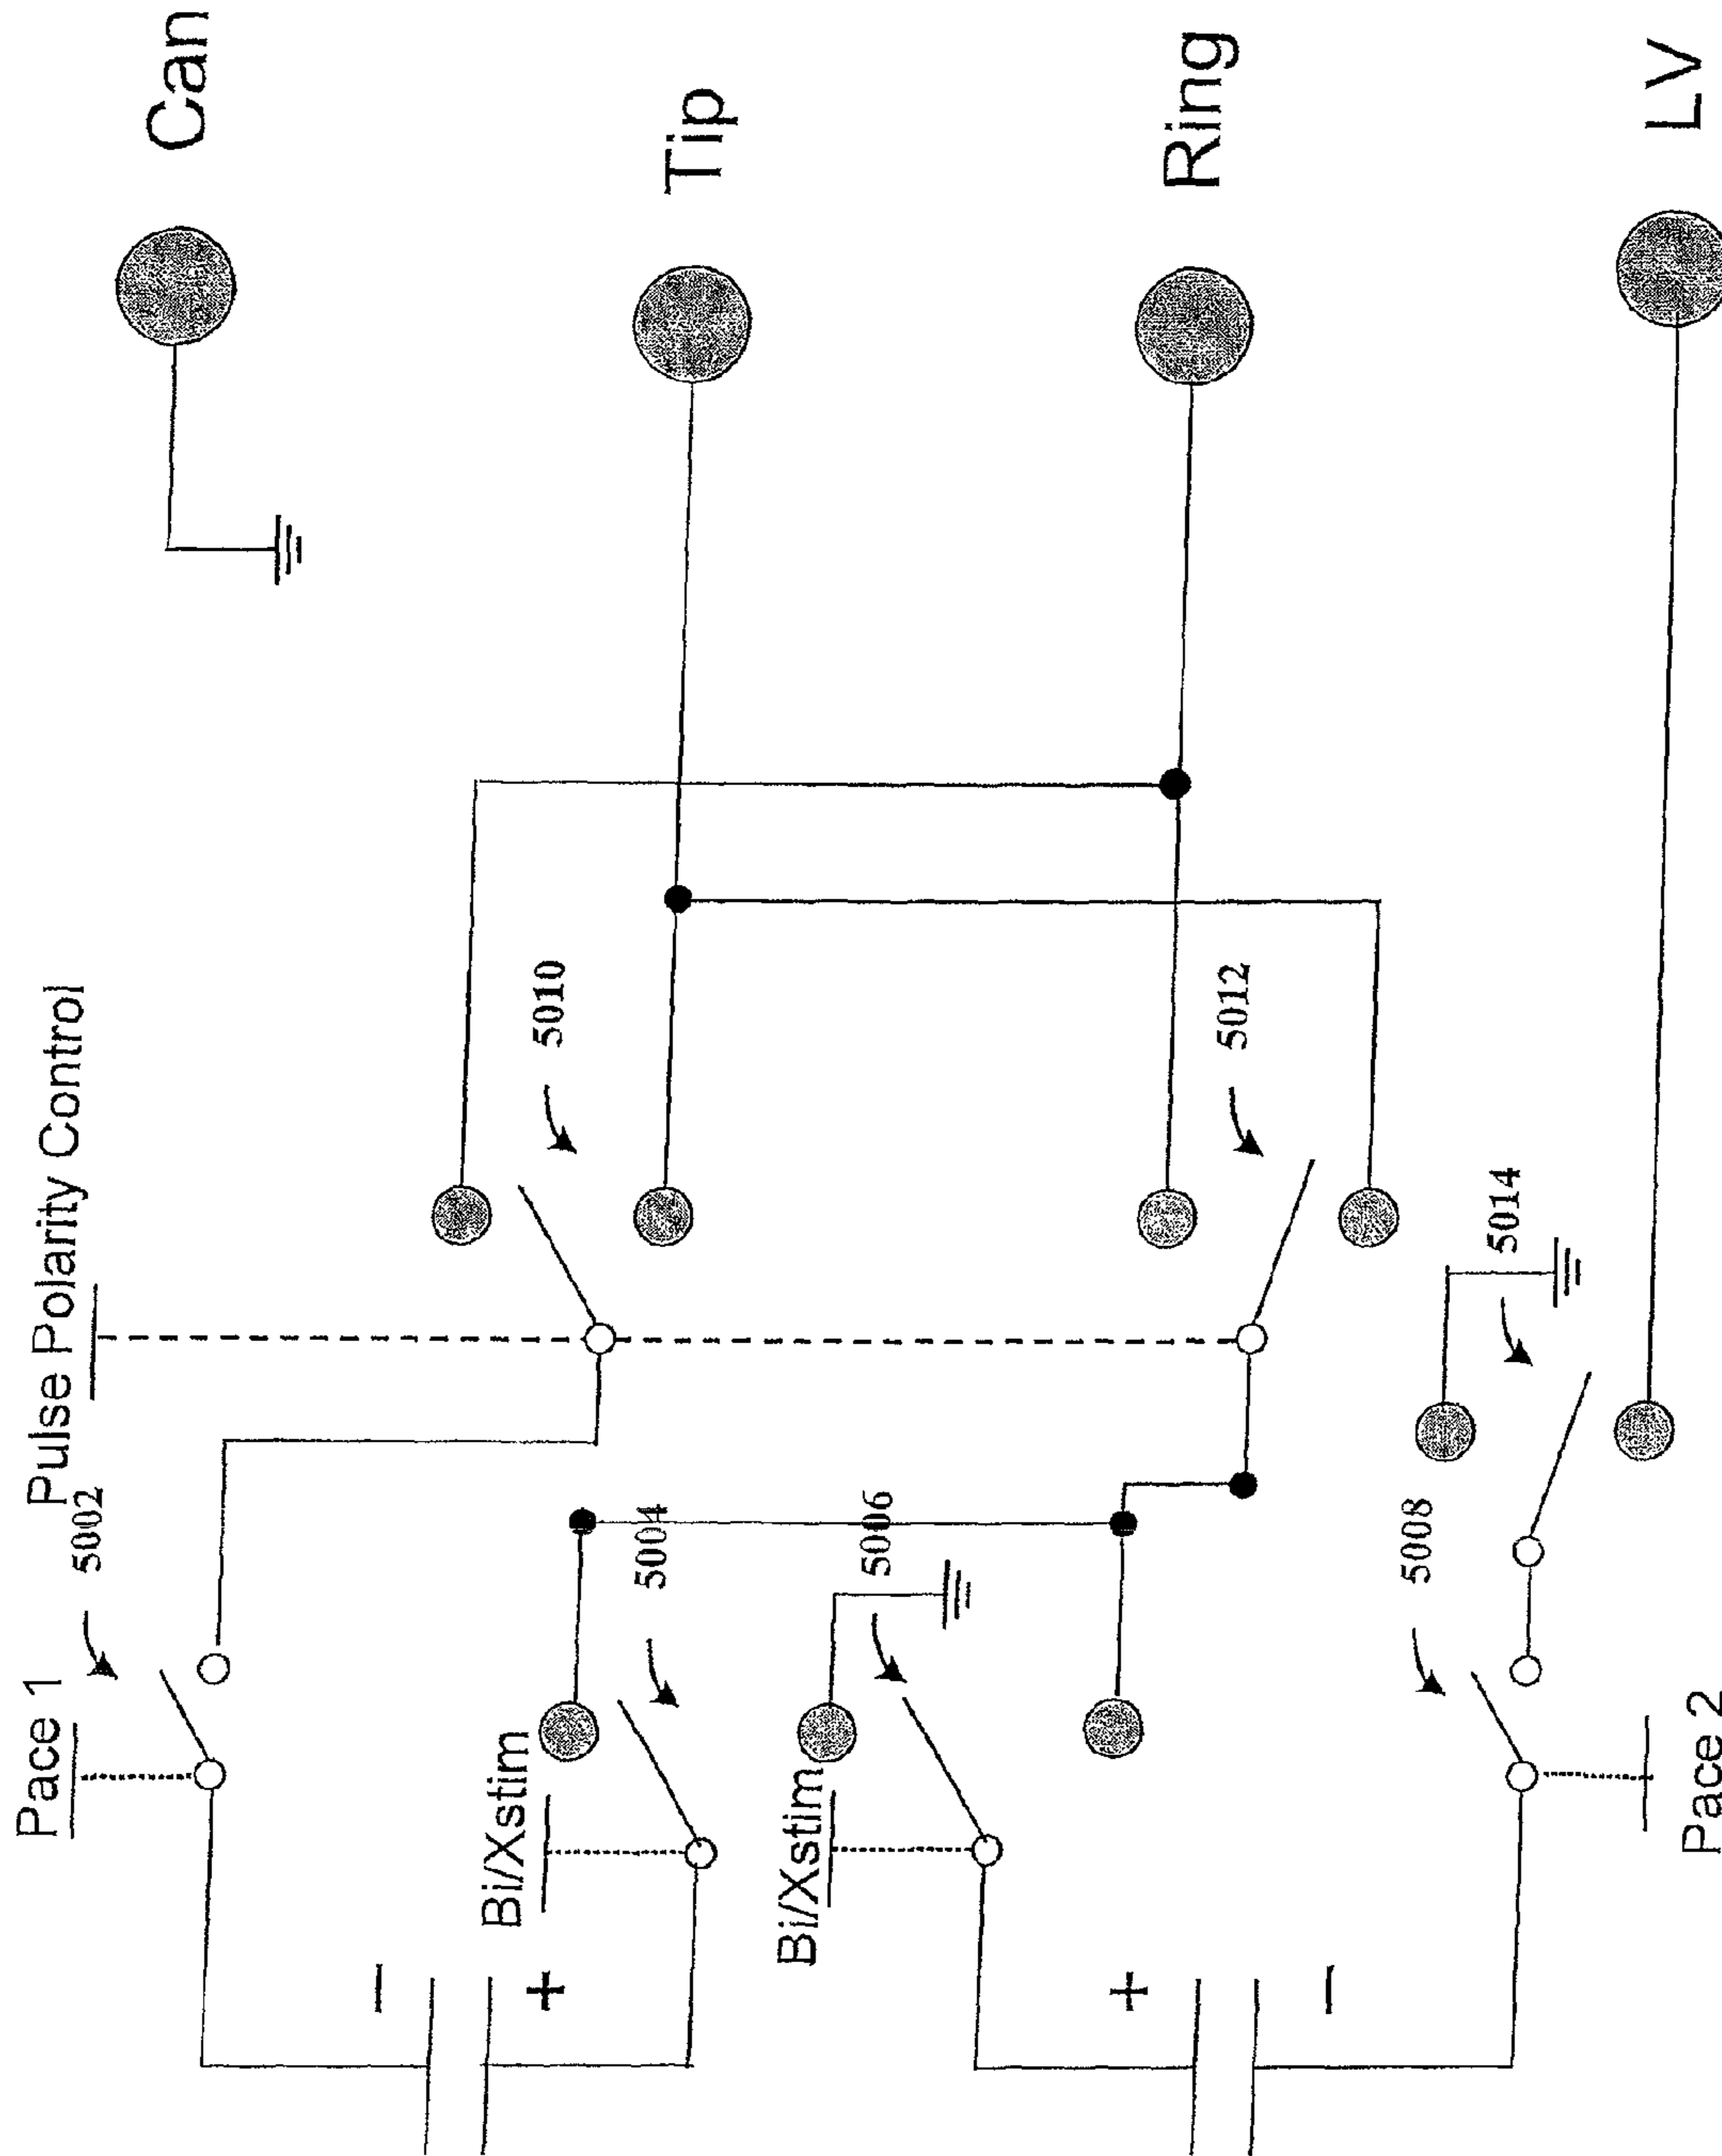 Can
Tip
Ring
LV
Pulse Polarity Control
5010
5012
5014
5002
5004
5006
5008
Pace 1
Bi/Xstim
Bi/Xstim
Pace 2
−
+
+
−